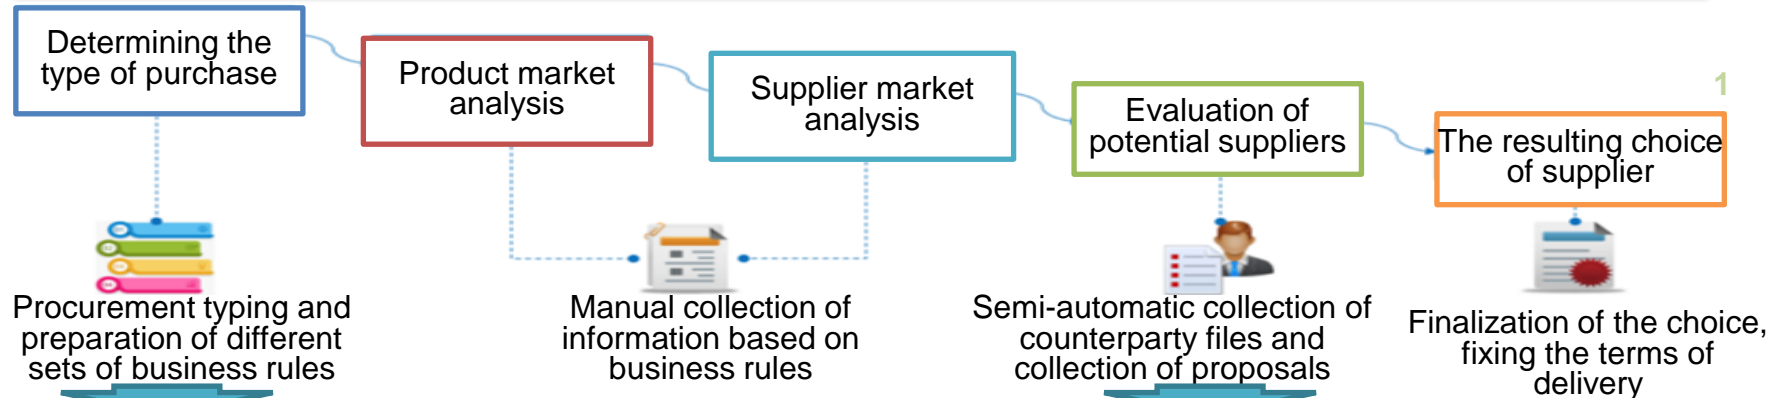 Determining the
type of purchase
Product market
analysis
Supplier market
analysis
Evaluation of
potential suppliers
1
The resulting choice
of supplier
Procurement typing and
preparation of different
sets of business rules
Manual collection of
information based on
business rules
Semi-automatic collection of
counterparty files and
collection of proposals
Finalization of the choice,
fixing the terms of
delivery